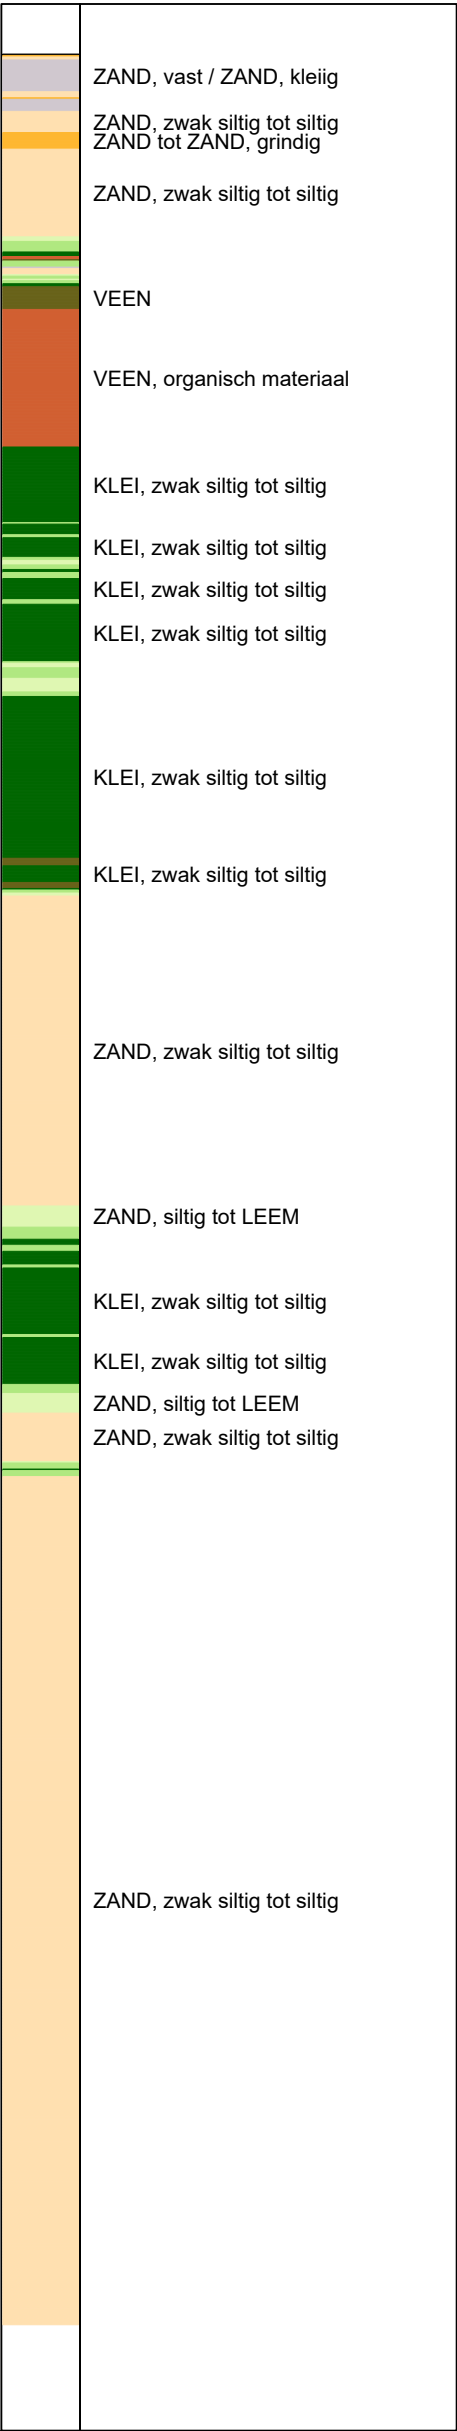 ZAND, vast / ZAND, kleiig
ZAND, zwak siltig tot siltig
ZAND tot ZAND, grindig
ZAND, zwak siltig tot siltig
VEEN
VEEN, organisch materiaal
KLEI, zwak siltig tot siltig
KLEI, zwak siltig tot siltig
KLEI, zwak siltig tot siltig
KLEI, zwak siltig tot siltig
KLEI, zwak siltig tot siltig
KLEI, zwak siltig tot siltig
ZAND, zwak siltig tot siltig
ZAND, siltig tot LEEM
KLEI, zwak siltig tot siltig
KLEI, zwak siltig tot siltig
ZAND, siltig tot LEEM
ZAND, zwak siltig tot siltig
ZAND, zwak siltig tot siltig